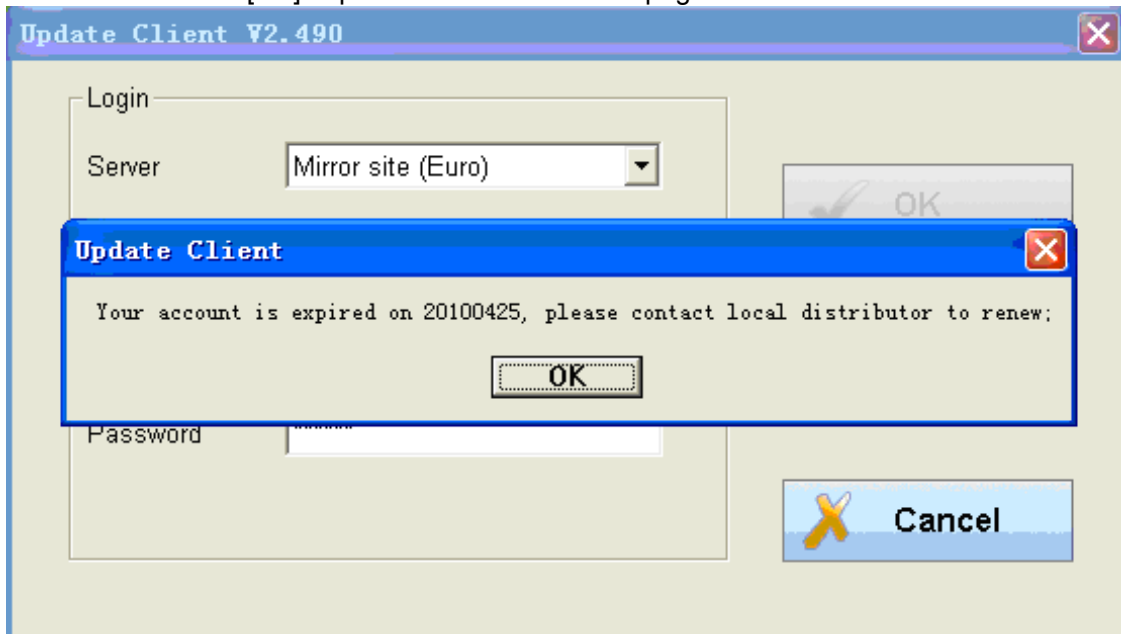 Update Client V2.490
Login
Server
Mirror site (Euro)
OK
Update Client
Your account is expired on 20100425, please contact local distributor to renew;
OK
Password
Cancel